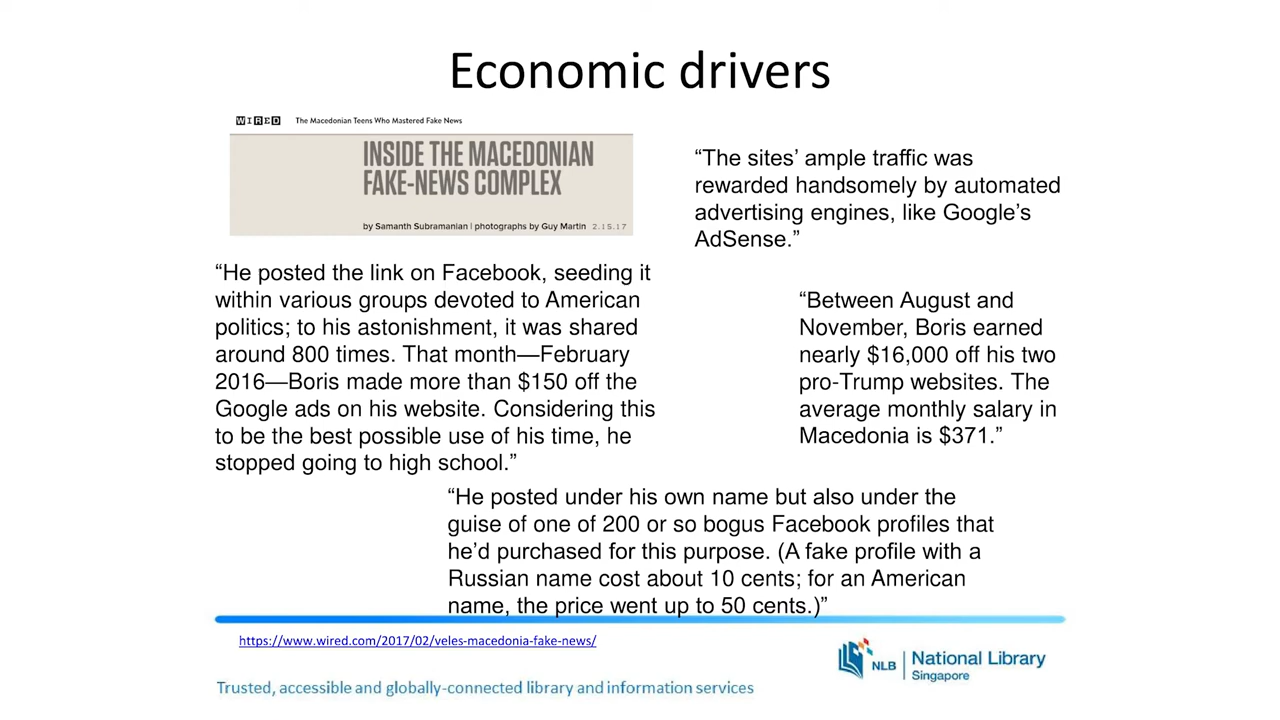 Economic drivers
WIRED The Macedonian Teens Who Mastered Fake News
INSIDE THE MACEDONIAN
FAKE-NEWS COMPLEX
by Samanth Subramanian | photographs by Guy Martin 2.15.17
“The sites’ ample traffic was
rewarded handsomely by automated
advertising engines, like Google’s
AdSense.”
“He posted the link on Facebook, seeding it
within various groups devoted to American
politics; to his astonishment, it was shared
around 800 times. That month—February
2016—Boris made more than $150 off the
Google ads on his website. Considering this
to be the best possible use of his time, he
stopped going to high school.”
“Between August and
November, Boris earned
nearly $16,000 off his two
pro-Trump websites. The
average monthly salary in
Macedonia is $371.”
“He posted under his own name but also under the
guise of one of 200 or so bogus Facebook profiles that
he’d purchased for this purpose. (A fake profile with a
Russian name cost about 10 cents; for an American
name, the price went up to 50 cents.)”
https://www.wired.com/2017/02/veles-macedonia-fake-news/
NLB National Library
Singapore
Trusted, accessible and globally-connected library and information services